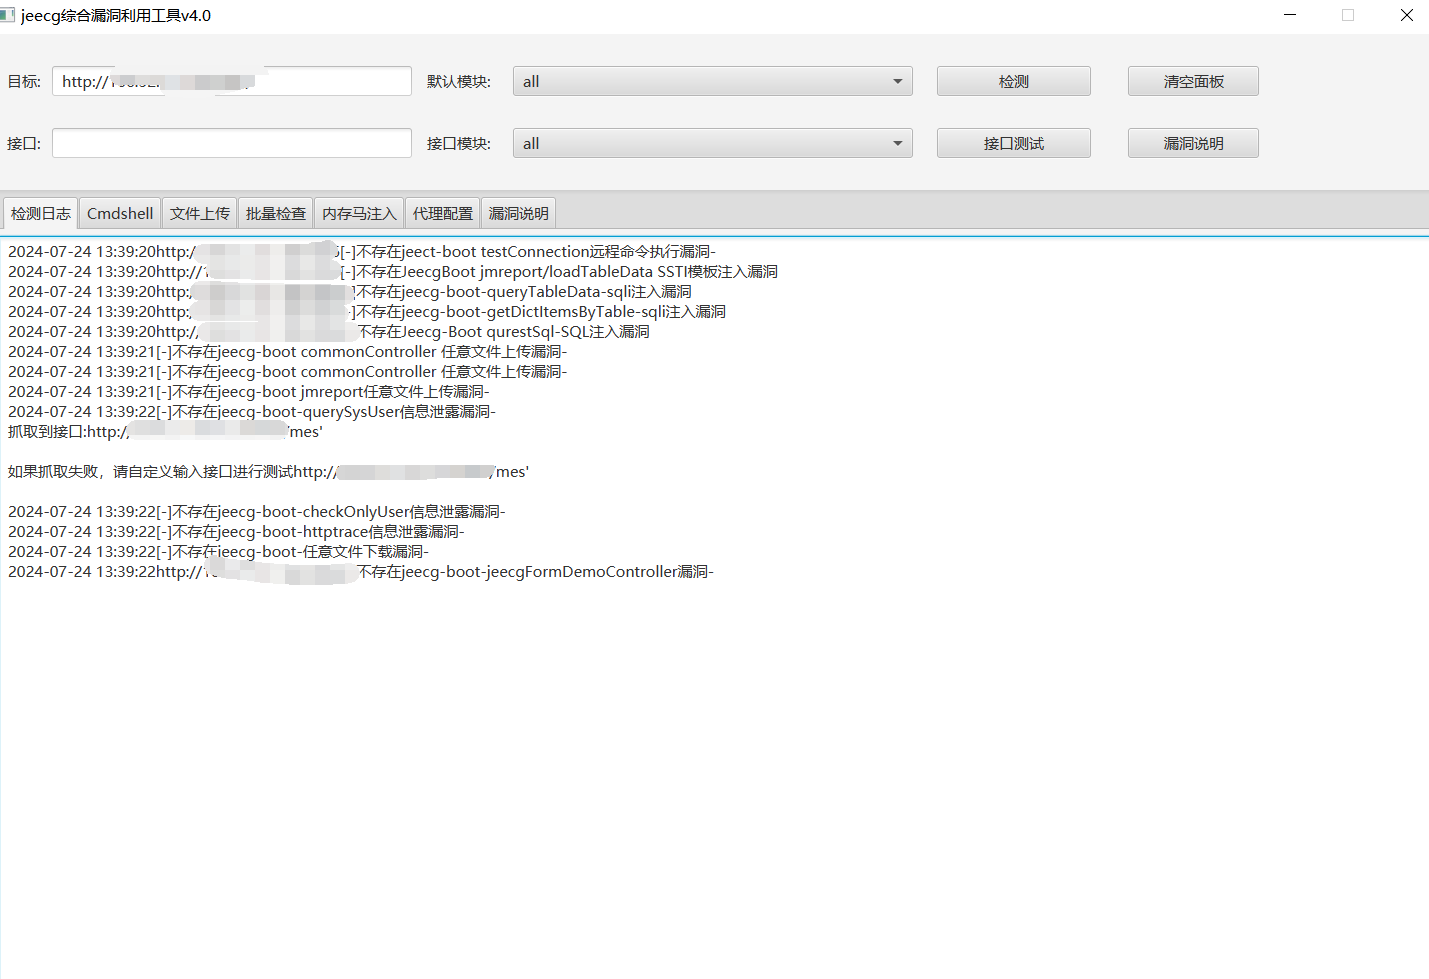 jeecg综合漏洞利用工具v4.0
目标: http:// 默认模块: all 检测 清空面板
接口: 接口模块: all 接口测试 漏洞说明
检测日志 Cmdshell 文件上传 批量检查 内存马注入 代理配置 漏洞说明
2024-07-24 13:39:20http:/ [-]不存在jeect-boot testConnection远程命令执行漏洞-
2024-07-24 13:39:20http:// [-]不存在JeecgBoot jmreport/loadTableData SSTI模板注入漏洞
2024-07-24 13:39:20http: ]不存在jeecg-boot-queryTableData-sqli注入漏洞
2024-07-24 13:39:20http: -]不存在jeecg-boot-getDictItemsByTable-sqli注入漏洞
2024-07-24 13:39:20http:/ 不存在Jeecg-Boot qurestSql-SQL注入漏洞
2024-07-24 13:39:21[-]不存在jeecg-boot commonController 任意文件上传漏洞-
2024-07-24 13:39:21[-]不存在jeecg-boot commonController 任意文件上传漏洞-
2024-07-24 13:39:21[-]不存在jeecg-boot jmreport任意文件上传漏洞-
2024-07-24 13:39:22[-]不存在jeecg-boot-querySysUser信息泄露漏洞-
抓取到接口:http:/ /mes'
如果抓取失败，请自定义输入接口进行测试http:// /mes'
2024-07-24 13:39:22[-]不存在jeecg-boot-checkOnlyUser信息泄露漏洞-
2024-07-24 13:39:22[-]不存在jeecg-boot-httptrace信息泄露漏洞-
2024-07-24 13:39:22[-]不存在jeecg-boot-任意文件下载漏洞-
2024-07-24 13:39:22http:// 不存在jeecg-boot-jeecgFormDemoController漏洞-